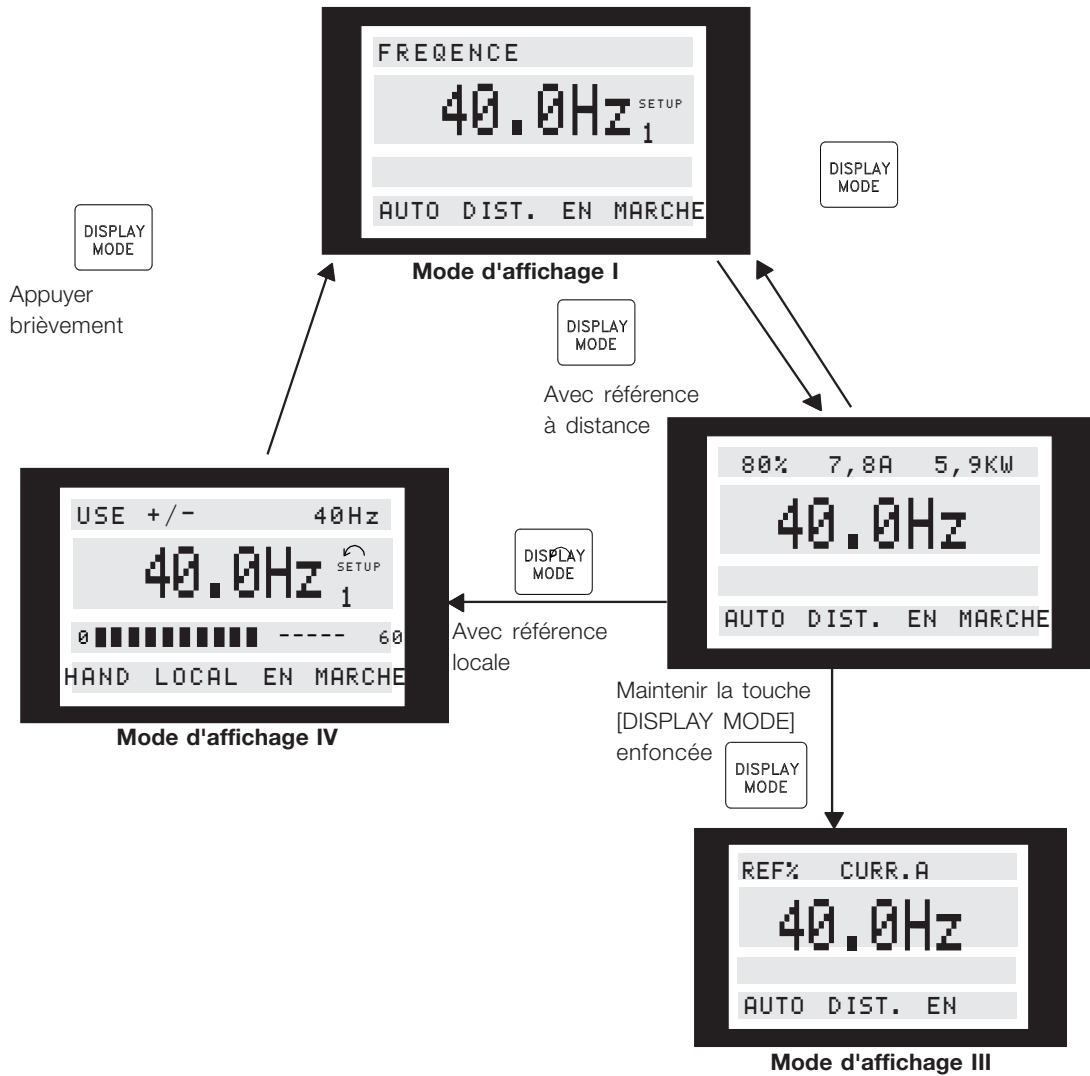 FREQENCE
40.0Hz SETUP
1
AUTO DIST. EN MARCHE
Mode d'affichage I
DISPLAY
MODE
DISPLAY
MODE
Appuyer
brièvement
DISPLAY
MODE
Avec référence
à distance
80% 7,8A 5,9KW
40.0Hz
AUTO DIST. EN MARCHE
USE +/- 40Hz
40.0Hz SETUP
1
0 ----- 60
HAND LOCAL EN MARCHE
Mode d'affichage IV
DISPLAY
MODE
Avec référence
locale
Maintenir la touche
[DISPLAY MODE]
enfoncée
DISPLAY
MODE
REF% CURR.A
40.0Hz
AUTO DIST. EN
Mode d'affichage III